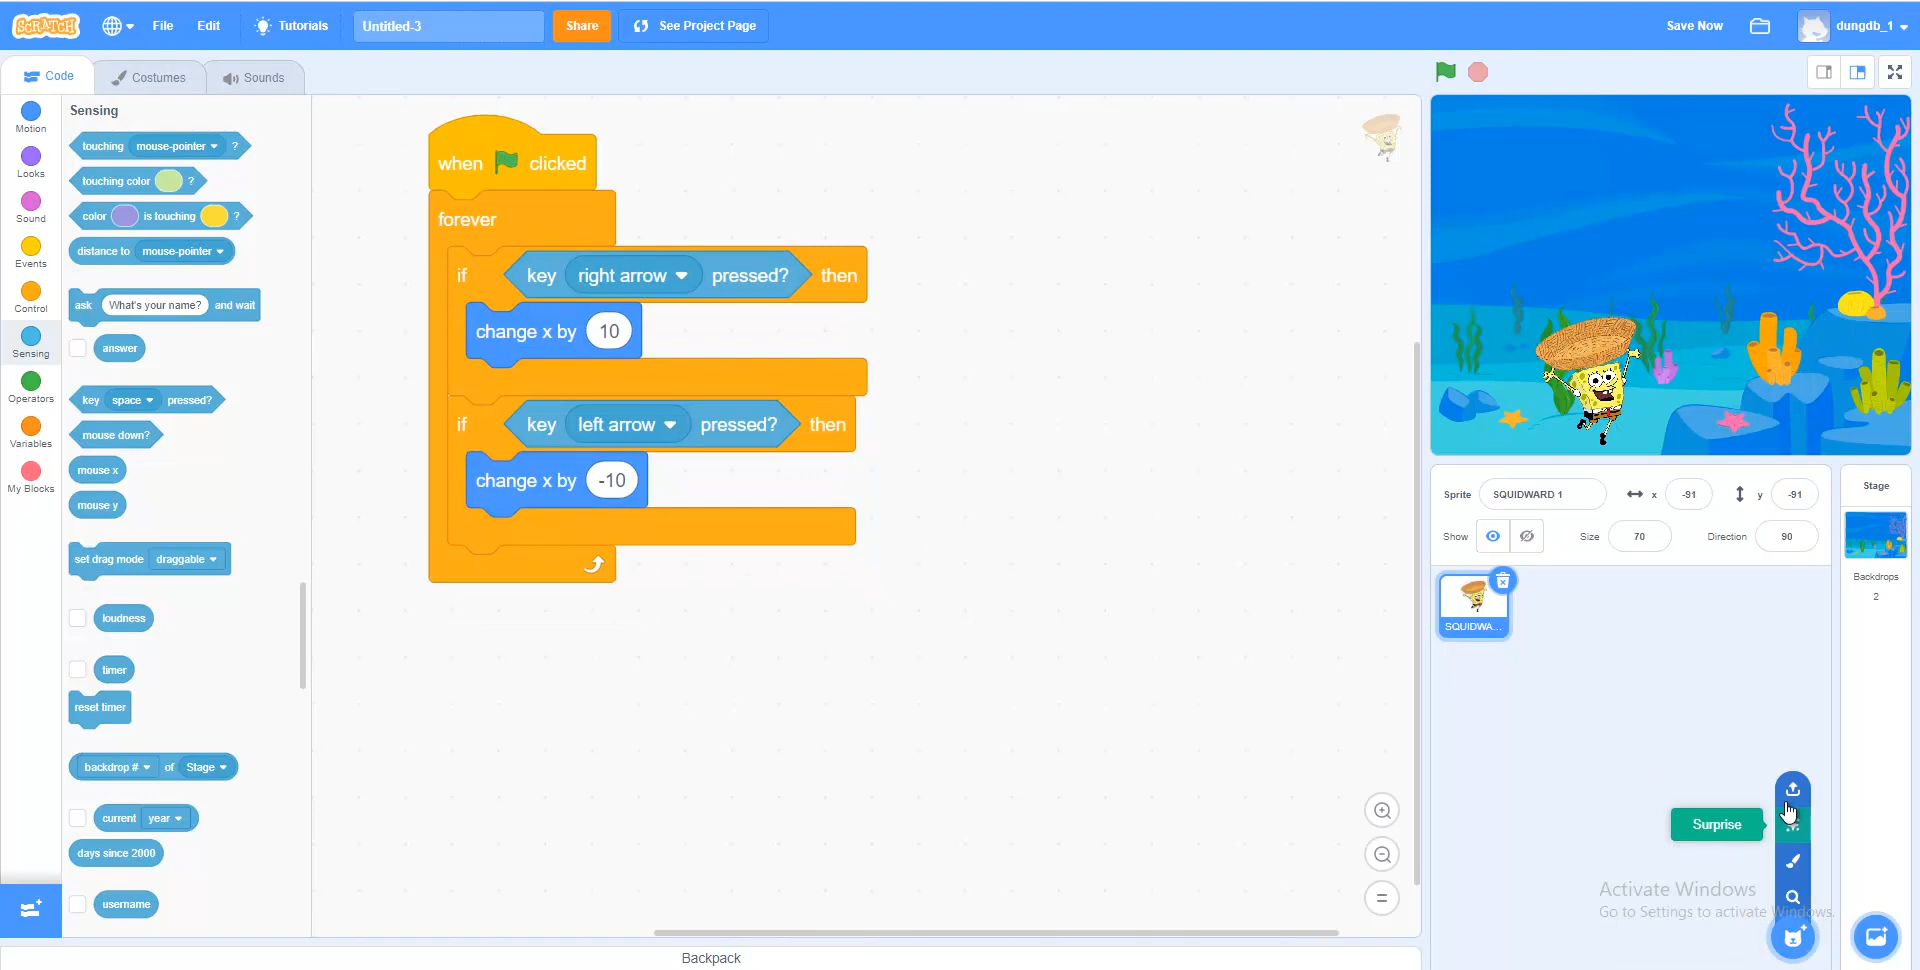 SCRATCH
File
Edit
Tutorials
Untitled-3
Share
See Project Page
Save Now
dungdb_1
Code
Costumes
Sounds
Motion
Looks
Sound
Events
Control
Sensing
Operators
Variables
My Blocks
Sensing
touching mouse-pointer ?
touching color ?
color is touching ?
distance to mouse-pointer
ask What's your name? and wait
answer
key space pressed?
mouse down?
mouse x
mouse y
set drag mode draggable
loudness
timer
reset timer
backdrop # of Stage
current year
days since 2000
username
when clicked
forever
if key right arrow pressed? then
change x by 10
if key left arrow pressed? then
change x by -10
Backpack
Sprite SQUIDWARD 1 x -91 y -91
Show Size 70 Direction 90
SQUIDWA...
Stage
Backdrops
2
Surprise
Activate Windows
Go to Settings to activate Windows.